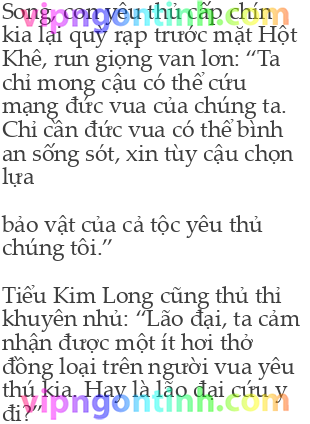 Song, con yêu thú cấp chín
kia lại quỳ rạp trước mặt Hột
Khê, run giọng van lơn: “Ta
chỉ mong cậu có thể cứu
mạng đức vua của chúng ta.
Chỉ cần đức vua có thể bình
an sống sót, xin tùy cậu chọn
lựa
bảo vật của cả tộc yêu thú
chúng tôi.”
Tiểu Kim Long cũng thủ thỉ
khuyên nhủ: “Lão đại, ta cảm
nhận được một ít hơi thở
đồng loại trên người vua yêu
thú kia. Hay là lão đại cứu y
đi?”
vipngontinh.com
vipngontinh.com